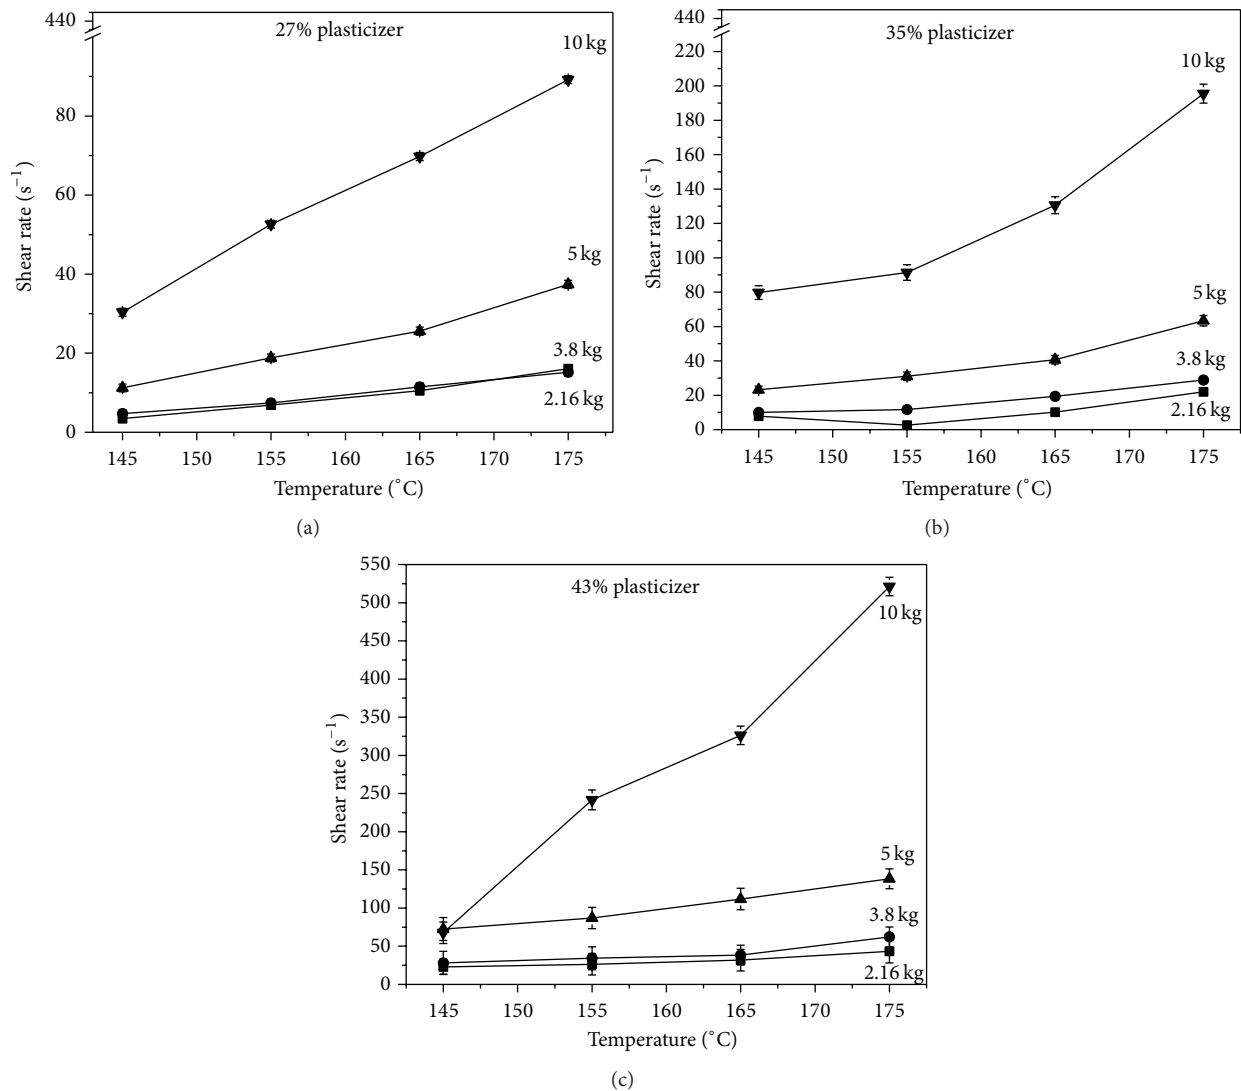 27% plasticizer
440
80
60
40
20
0
Shear rate (s−1)
10 kg
5 kg
3.8 kg
2.16 kg
145 150 155 160 165 170 175
Temperature (°C)
(a)
35% plasticizer
440
220
200
180
160
140
120
100
80
60
40
20
0
Shear rate (s−1)
10 kg
5 kg
3.8 kg
2.16 kg
145 150 155 160 165 170 175
Temperature (°C)
(b)
43% plasticizer
550
500
450
400
350
300
250
200
150
100
50
0
Shear rate (s−1)
10 kg
5 kg
3.8 kg
2.16 kg
145 150 155 160 165 170 175
Temperature (°C)
(c)